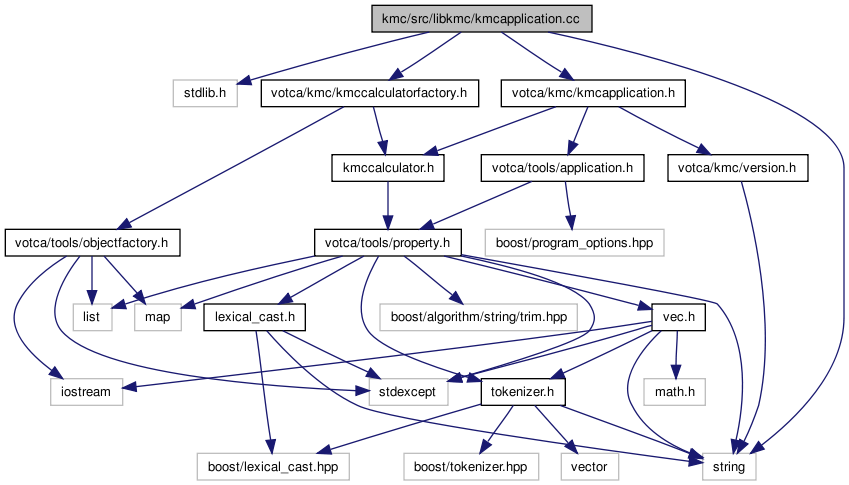 kmc/src/libkmc/kmcapplication.cc
stdlib.h
votca/kmc/kmccalculatorfactory.h
votca/kmc/kmcapplication.h
kmccalculator.h
votca/tools/application.h
votca/kmc/version.h
votca/tools/objectfactory.h
votca/tools/property.h
boost/program_options.hpp
list
map
lexical_cast.h
boost/algorithm/string/trim.hpp
vec.h
iostream
stdexcept
tokenizer.h
math.h
boost/lexical_cast.hpp
boost/tokenizer.hpp
vector
string